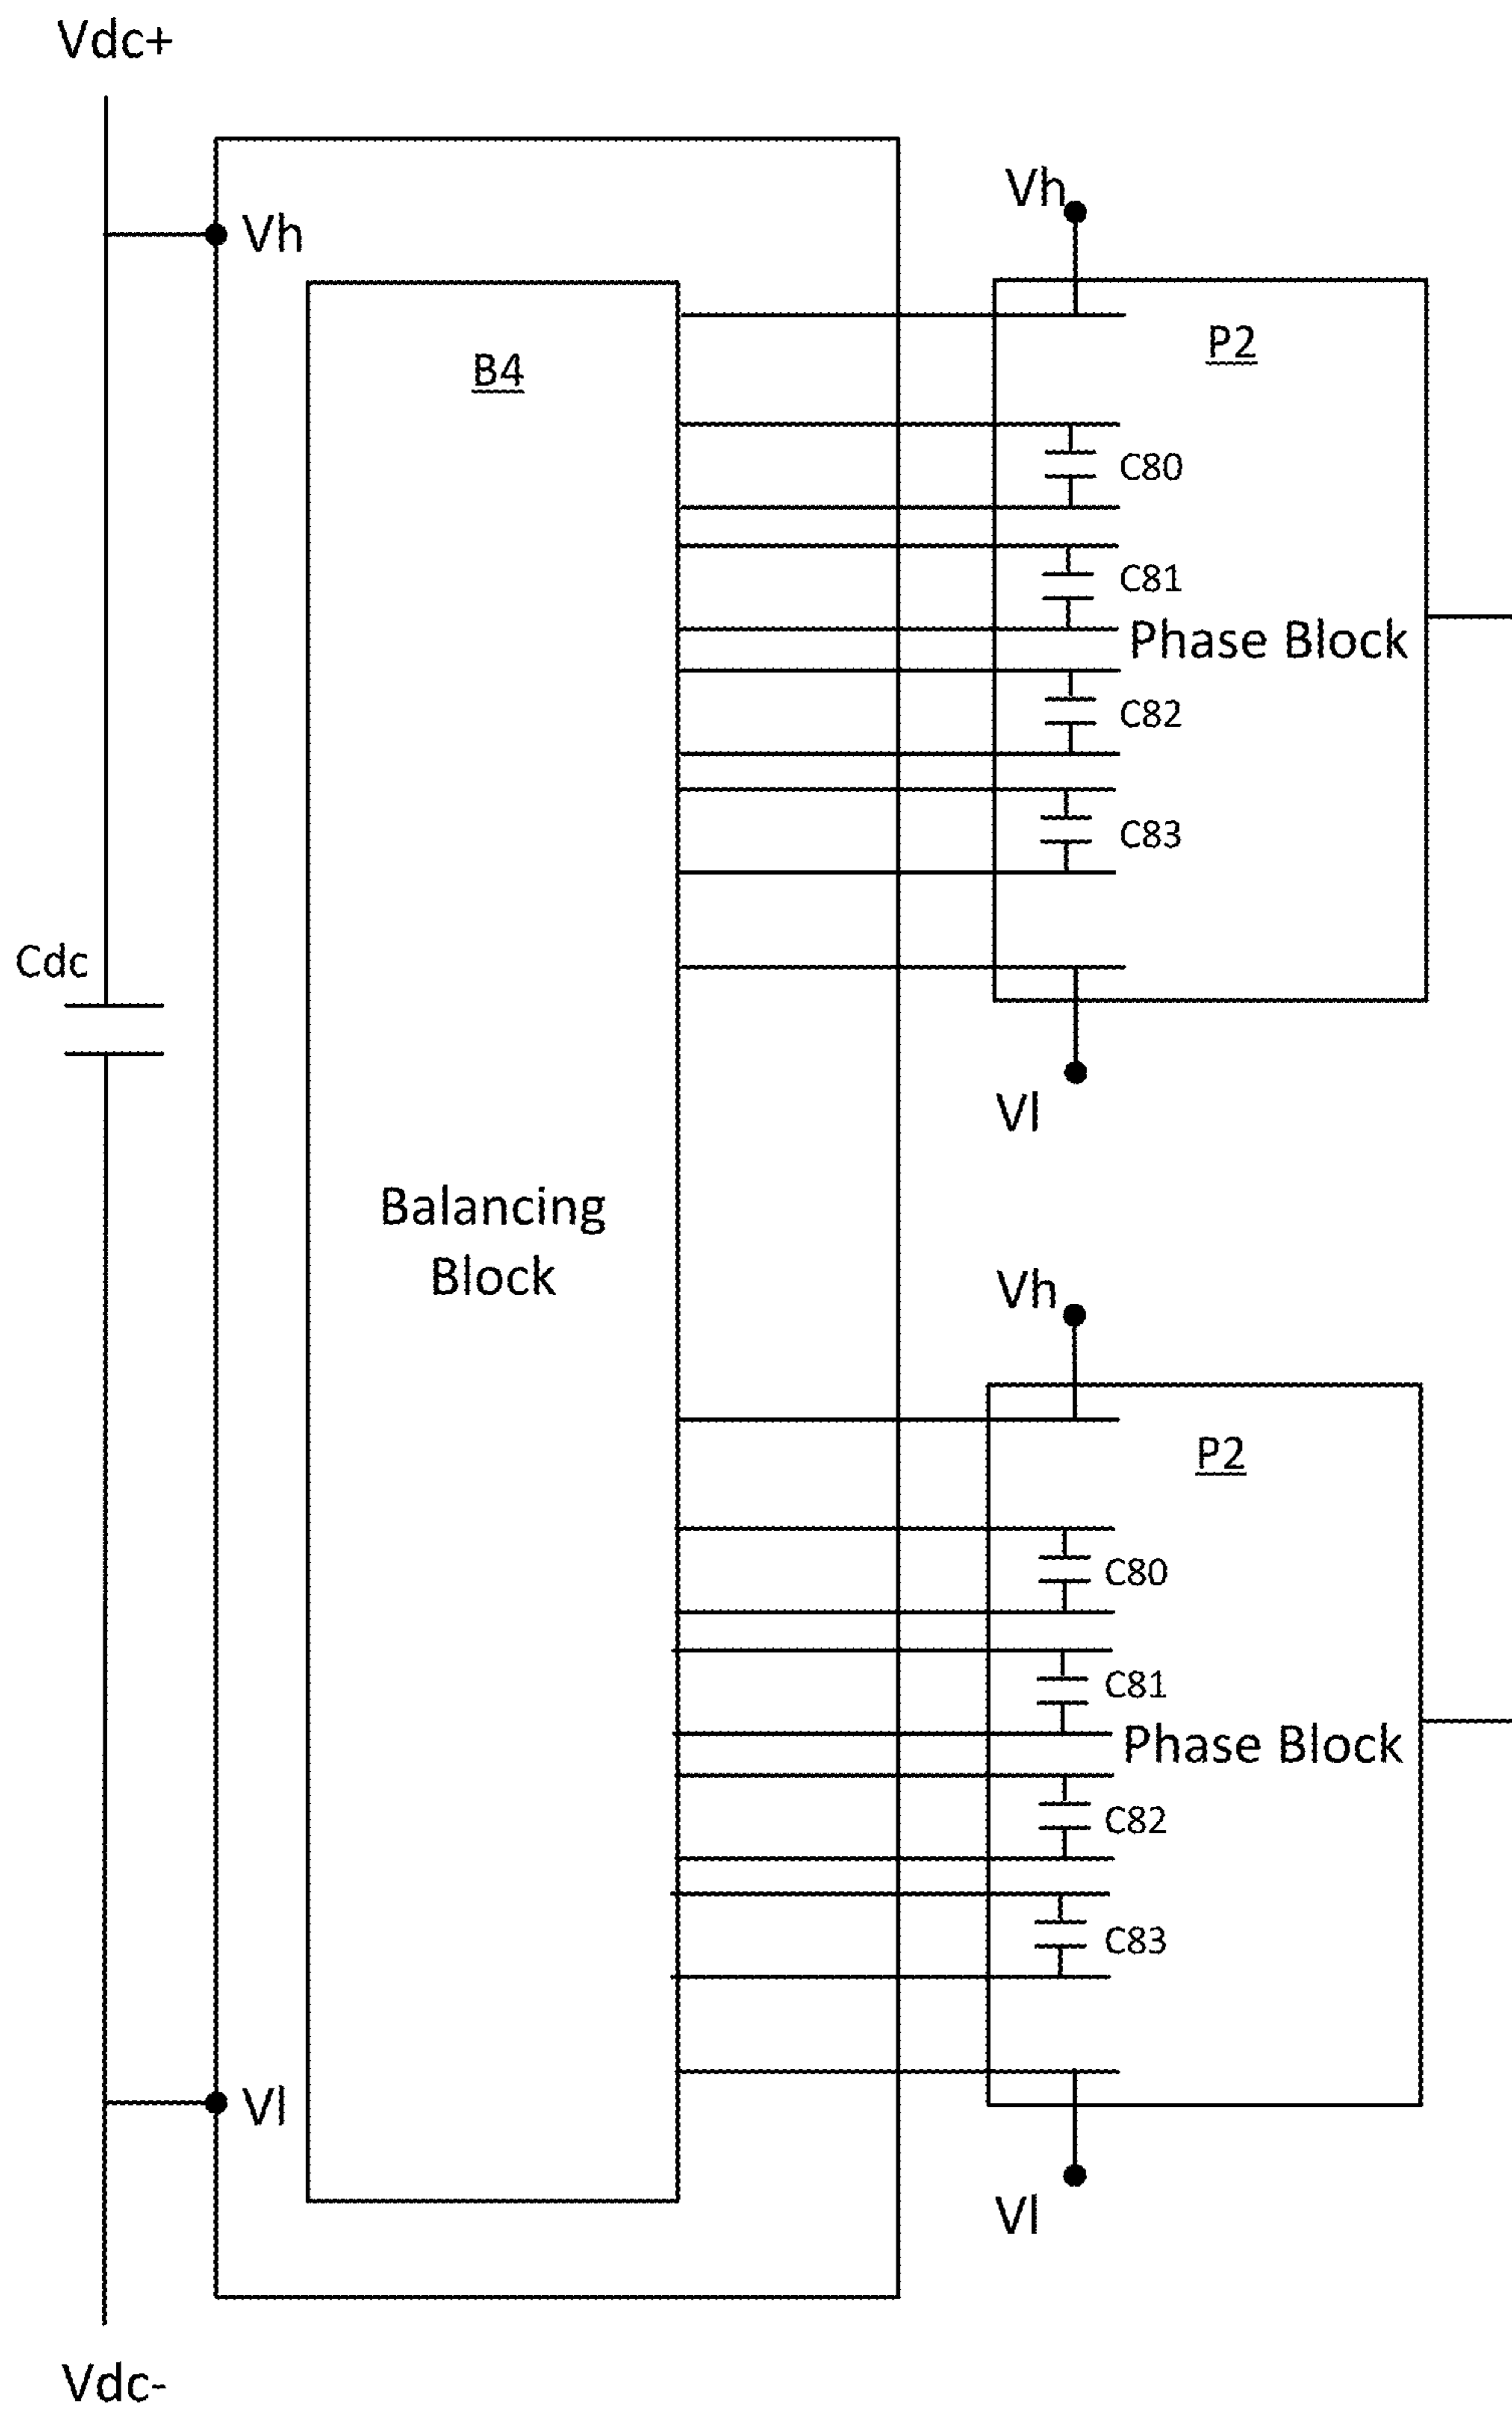 Vdc+
Vh
Vh
B4
P2
C80
C81
Phase Block
C82
C83
Cdc
Vl
Balancing
Block
Vh
P2
C80
C81
Phase Block
C82
C83
Vl
Vl
Vdc-